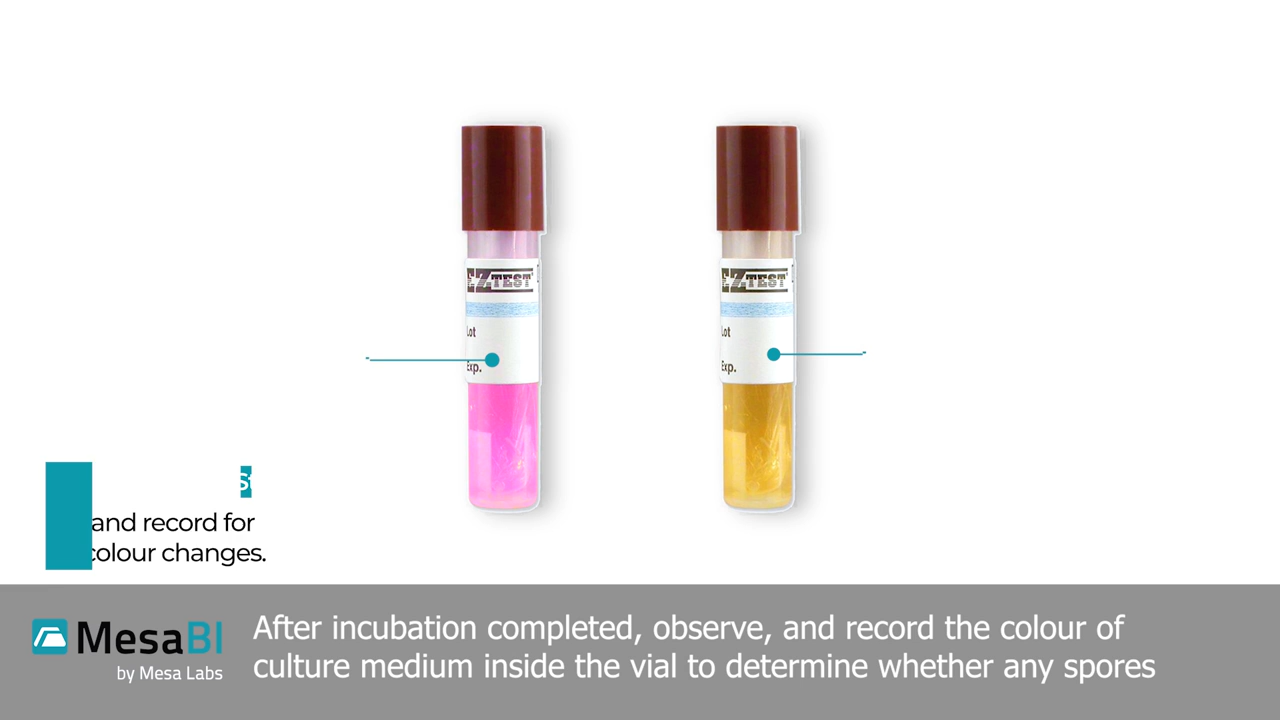 EZTEST
Lot
Exp.
EZTEST
Lot
Exp.
and record for
colour changes.
MesaBI
by Mesa Labs
After incubation completed, observe, and record the colour of
culture medium inside the vial to determine whether any spores